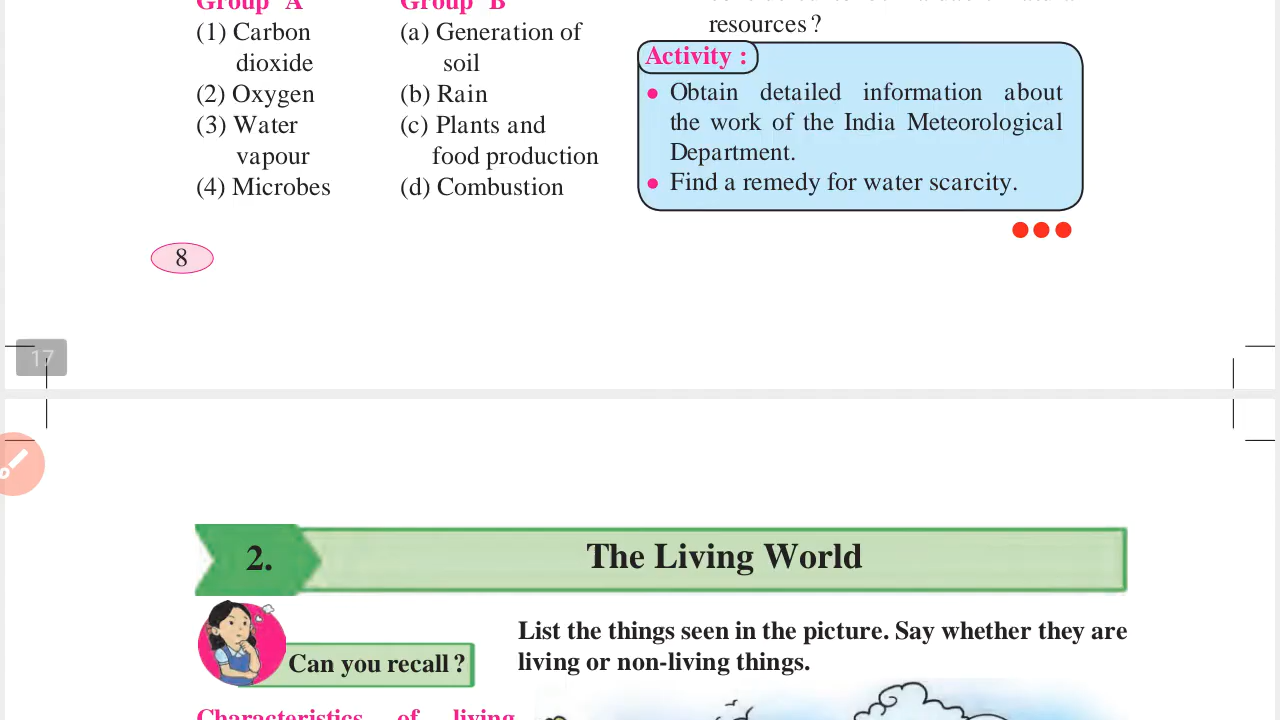 Group 'A' Group 'B'
(1) Carbon
dioxide
(2) Oxygen
(3) Water
vapour
(4) Microbes
(a) Generation of
soil
(b) Rain
(c) Plants and
food production
(d) Combustion
resources ?
Activity :
● Obtain detailed information about
the work of the India Meteorological
Department.
● Find a remedy for water scarcity.
8
17
2. The Living World
Can you recall ?
List the things seen in the picture. Say whether they are
living or non-living things.
Characteristics of living